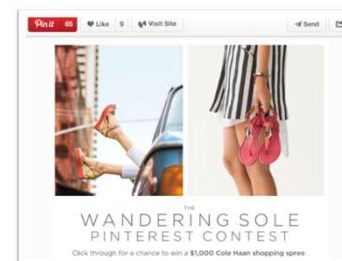 Pin it 65 Like 9 Visit Site Send
THE
WANDERING SOLE
PINTEREST CONTEST
Click through for a chance to win a $1,000 Cole Haan shopping spree